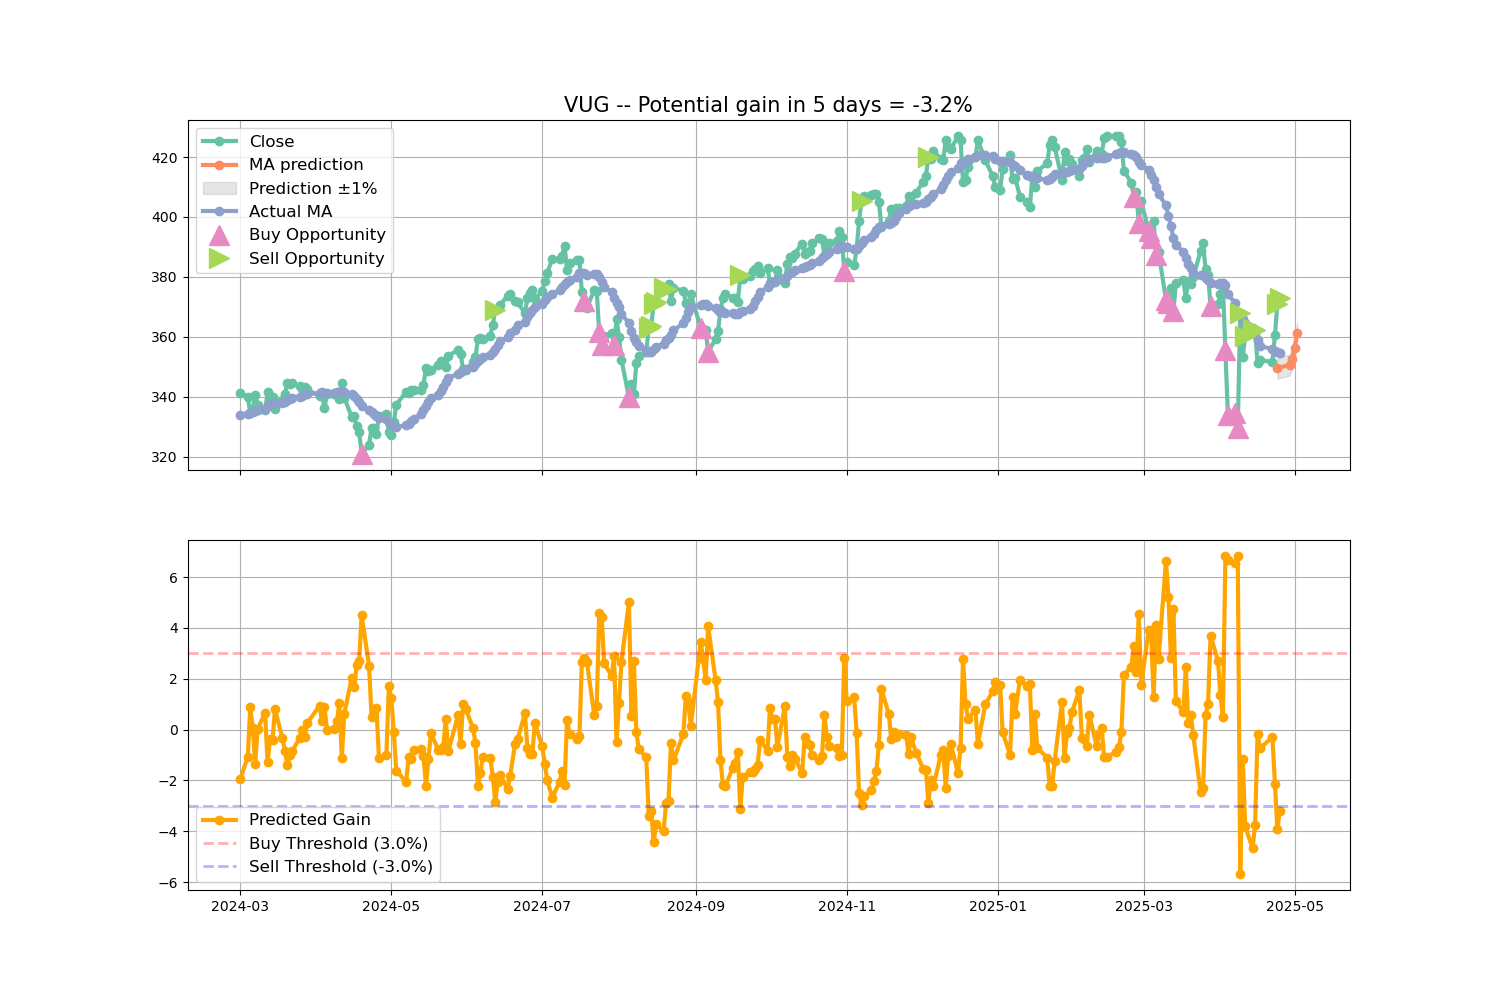 VUG -- Potential gain in 5 days = -3.2%
Close
MA prediction
Prediction ±1%
Actual MA
Buy Opportunity
Sell Opportunity
420
400
380
360
340
320
6
4
2
0
−2
−4
−6
Predicted Gain
Buy Threshold (3.0%)
Sell Threshold (-3.0%)
2024-03 2024-05 2024-07 2024-09 2024-11 2025-01 2025-03 2025-05